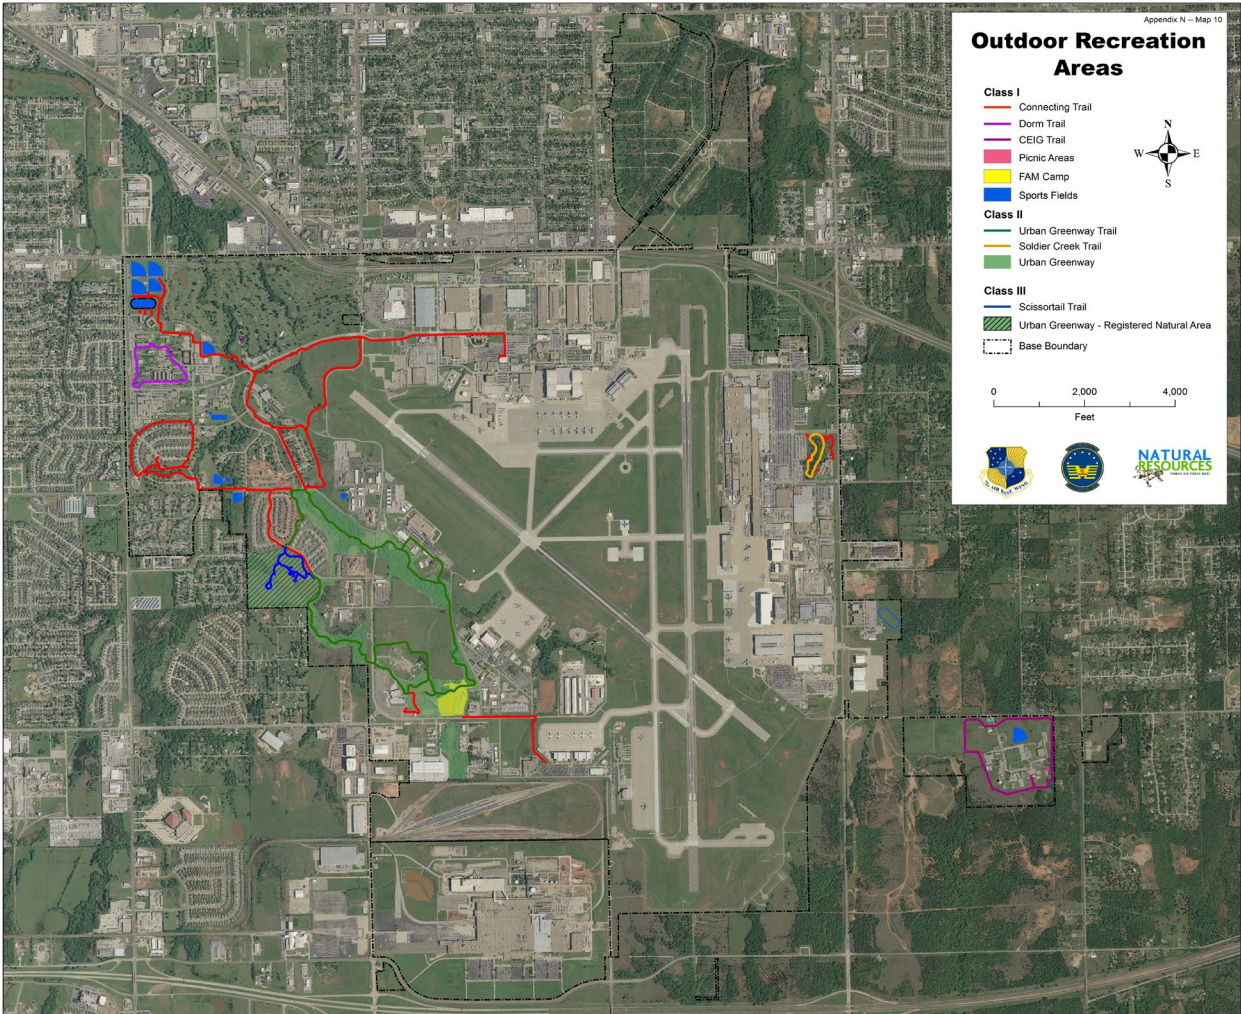 Appendix N -- Map 10
Outdoor Recreation
Areas
Class I
Connecting Trail
Dorm Trail
CEIG Trail
Picnic Areas
FAM Camp
Sports Fields
Class II
Urban Greenway Trail
Soldier Creek Trail
Urban Greenway
Class III
Scissortail Trail
Urban Greenway - Registered Natural Area
Base Boundary
N
W E
S
0 2,000 4,000
Feet
NATURAL
RESOURCES